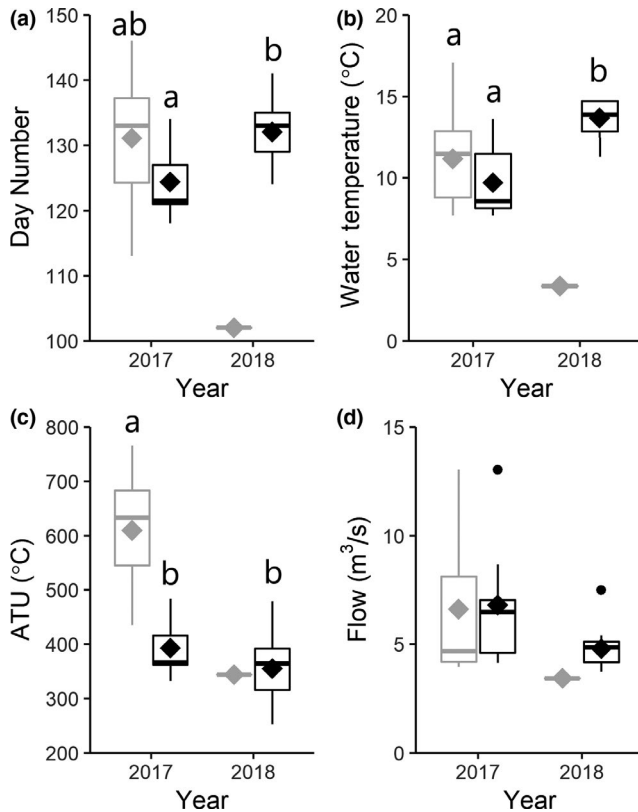 (a)
150
140
130
120
110
100
Day Number
ab
a
b
2017
2018
Year
(b)
20
15
10
5
0
Water temperature (°C)
a
a
b
2017
2018
Year
(c)
800
700
600
500
400
300
200
ATU (°C)
a
b
b
2017
2018
Year
(d)
15
10
5
0
Flow (m³/s)
2017
2018
Year